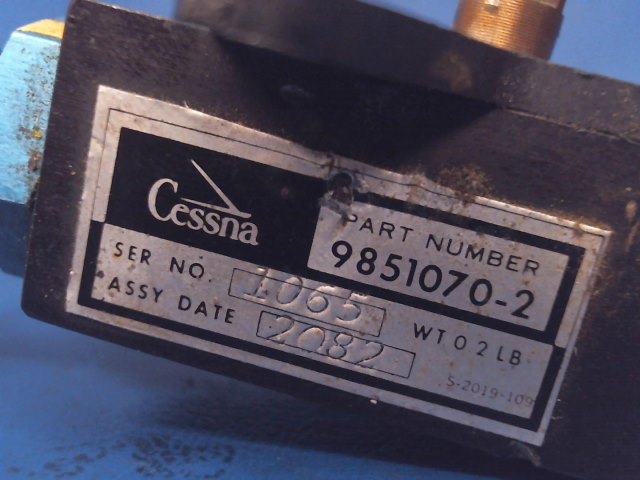 Cessna
PART NUMBER
9851070-2
SER NO. 1065
WT 0 2 LB
ASSY DATE 2082
S-2019-109